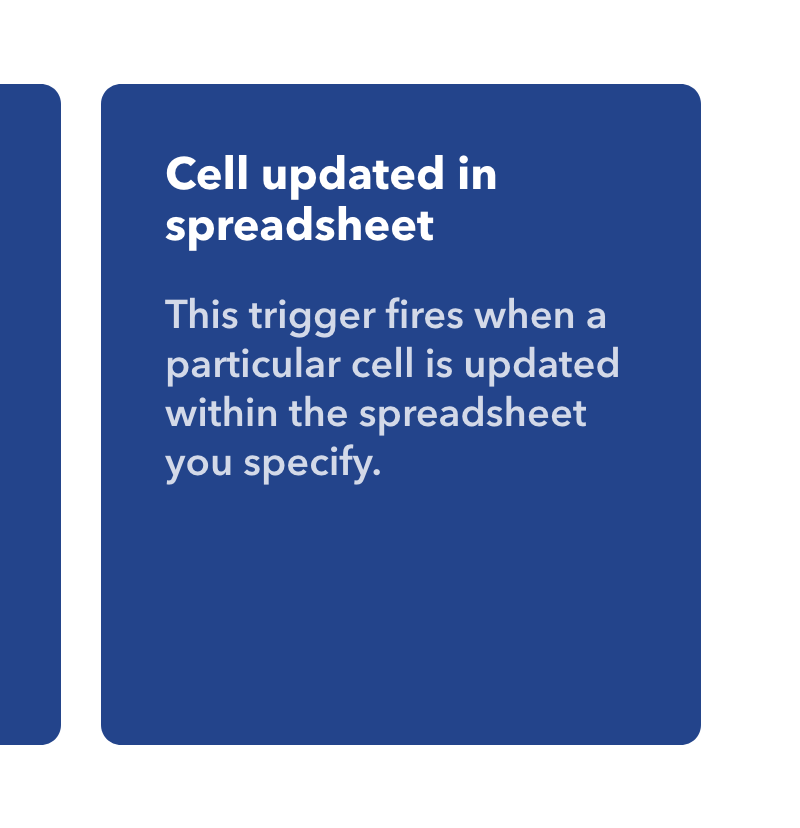 Cell updated in
spreadsheet
This trigger fires when a
particular cell is updated
within the spreadsheet
you specify.